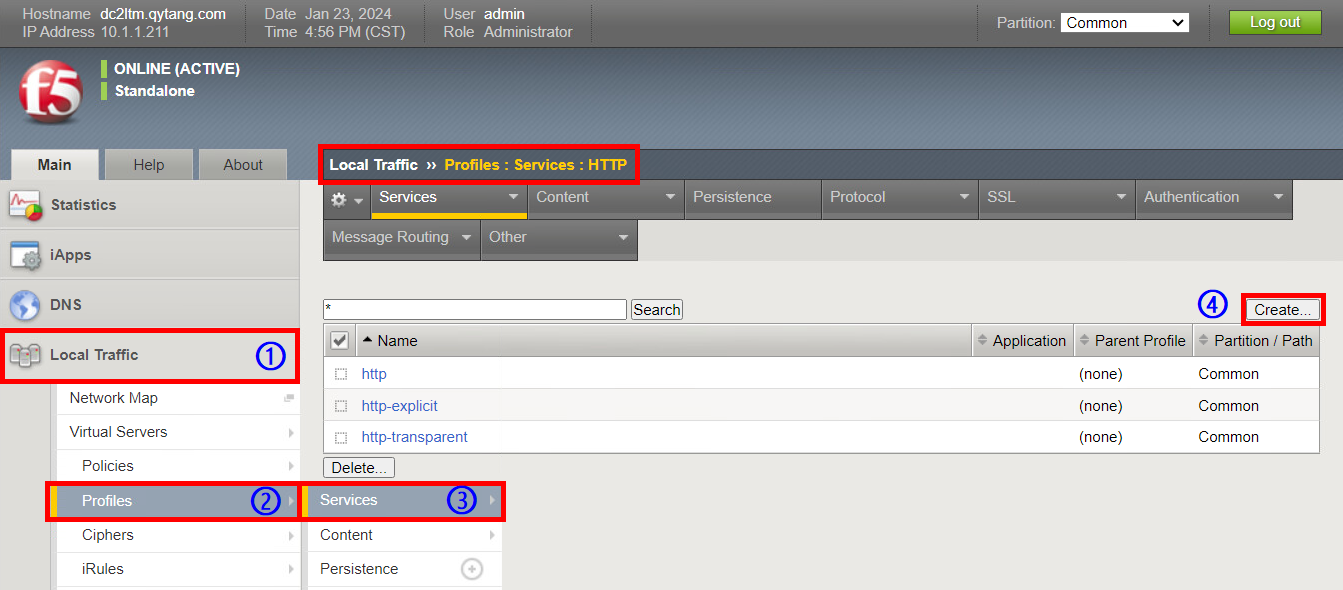 Hostname dc2ltm.qytang.com Date Jan 23, 2024 User admin
IP Address 10.1.1.211 Time 4:56 PM (CST) Role Administrator
Partition: Common Log out
f5
ONLINE (ACTIVE)
Standalone
Main Help About
Local Traffic ›› Profiles : Services : HTTP
Services Content Persistence Protocol SSL Authentication
Message Routing Other
Statistics
iApps
DNS
Local Traffic ①
Network Map
Virtual Servers
Policies
Profiles ②
Ciphers
iRules
Services ③
Content
Persistence
* Search ④ Create...
Name Application Parent Profile Partition / Path
http (none) Common
http-explicit (none) Common
http-transparent (none) Common
Delete...